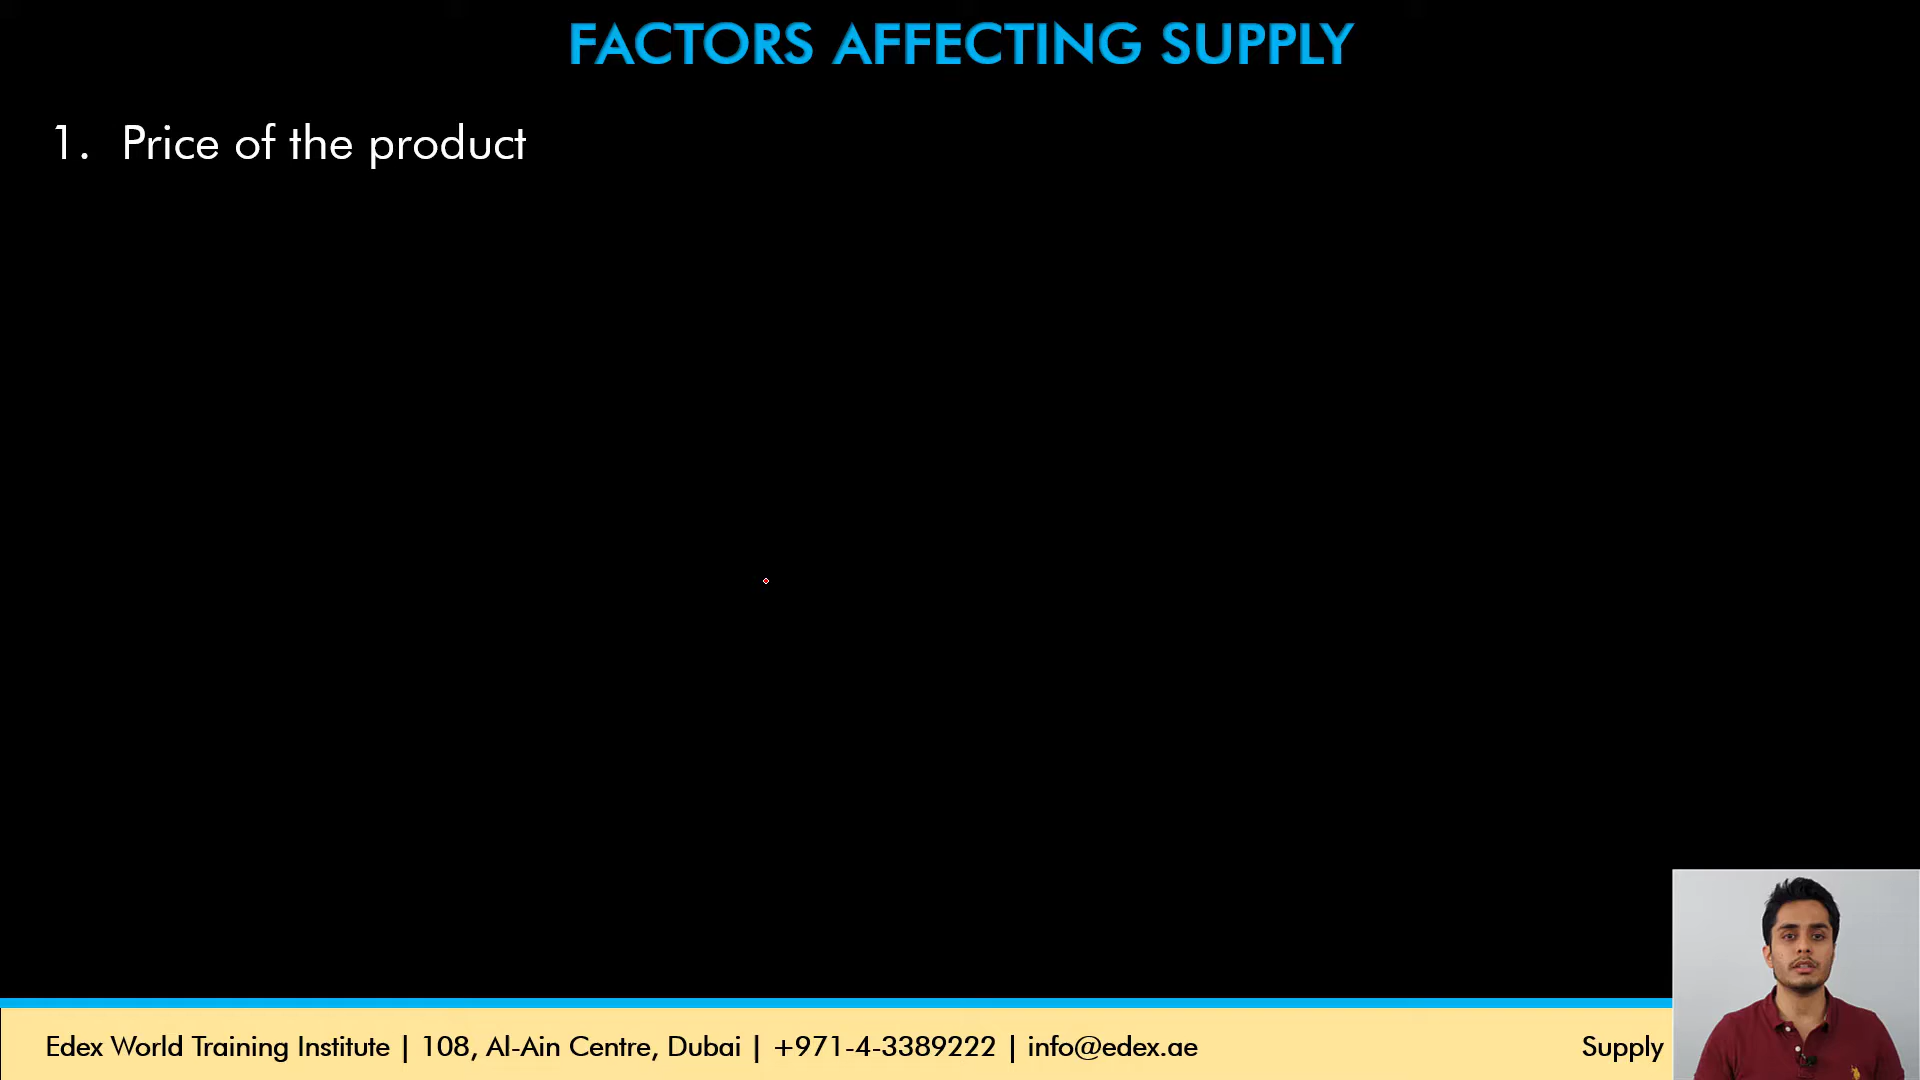 FACTORS AFFECTING SUPPLY
1. Price of the product
Edex World Training Institute | 108, Al-Ain Centre, Dubai | +971-4-3389222 | info@edex.ae
Supply